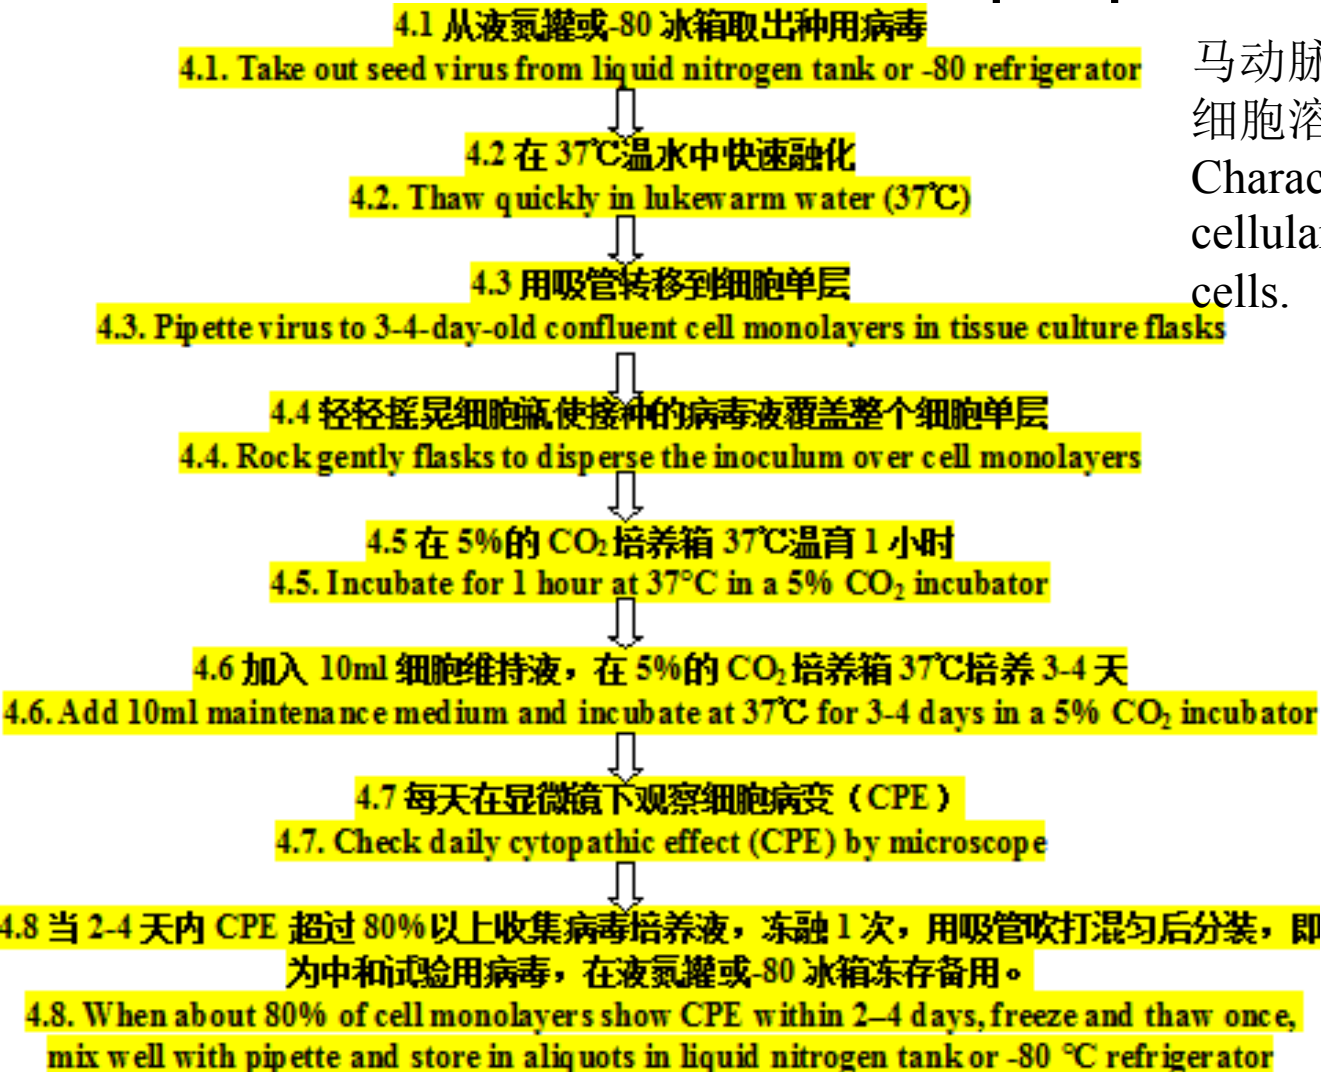 4.1 从液氮罐或-80 冰箱取出种用病毒
4.1. Take out seed virus from liquid nitrogen tank or -80 refrigerator
4.2 在 37℃温水中快速融化
4.2. Thaw quickly in lukewarm water (37℃)
4.3 用吸管转移到细胞单层
4.3. Pipette virus to 3-4-day-old confluent cell monolayers in tissue culture flasks
4.4 轻轻摇晃细胞瓶使接种的病毒液覆盖整个细胞单层
4.4. Rock gently flasks to disperse the inoculum over cell monolayers
4.5 在 5%的 CO₂培养箱 37℃温育 1 小时
4.5. Incubate for 1 hour at 37°C in a 5% CO₂ incubator
4.6 加入 10ml 细胞维持液，在 5%的 CO₂培养箱 37℃培养 3-4 天
4.6. Add 10ml maintenance medium and incubate at 37℃ for 3-4 days in a 5% CO₂ incubator
4.7 每天在显微镜下观察细胞病变（CPE）
4.7. Check daily cytopathic effect (CPE) by microscope
4.8 当 2-4 天内 CPE 超过 80%以上收集病毒培养液，冻融 1 次，用吸管吹打混匀后分装，即
为中和试验用病毒，在液氮罐或-80 冰箱冻存备用。
4.8. When about 80% of cell monolayers show CPE within 2–4 days, freeze and thaw once,
mix well with pipette and store in aliquots in liquid nitrogen tank or -80 ℃ refrigerator
马动脉
细胞溶
Charac
cellular
cells.